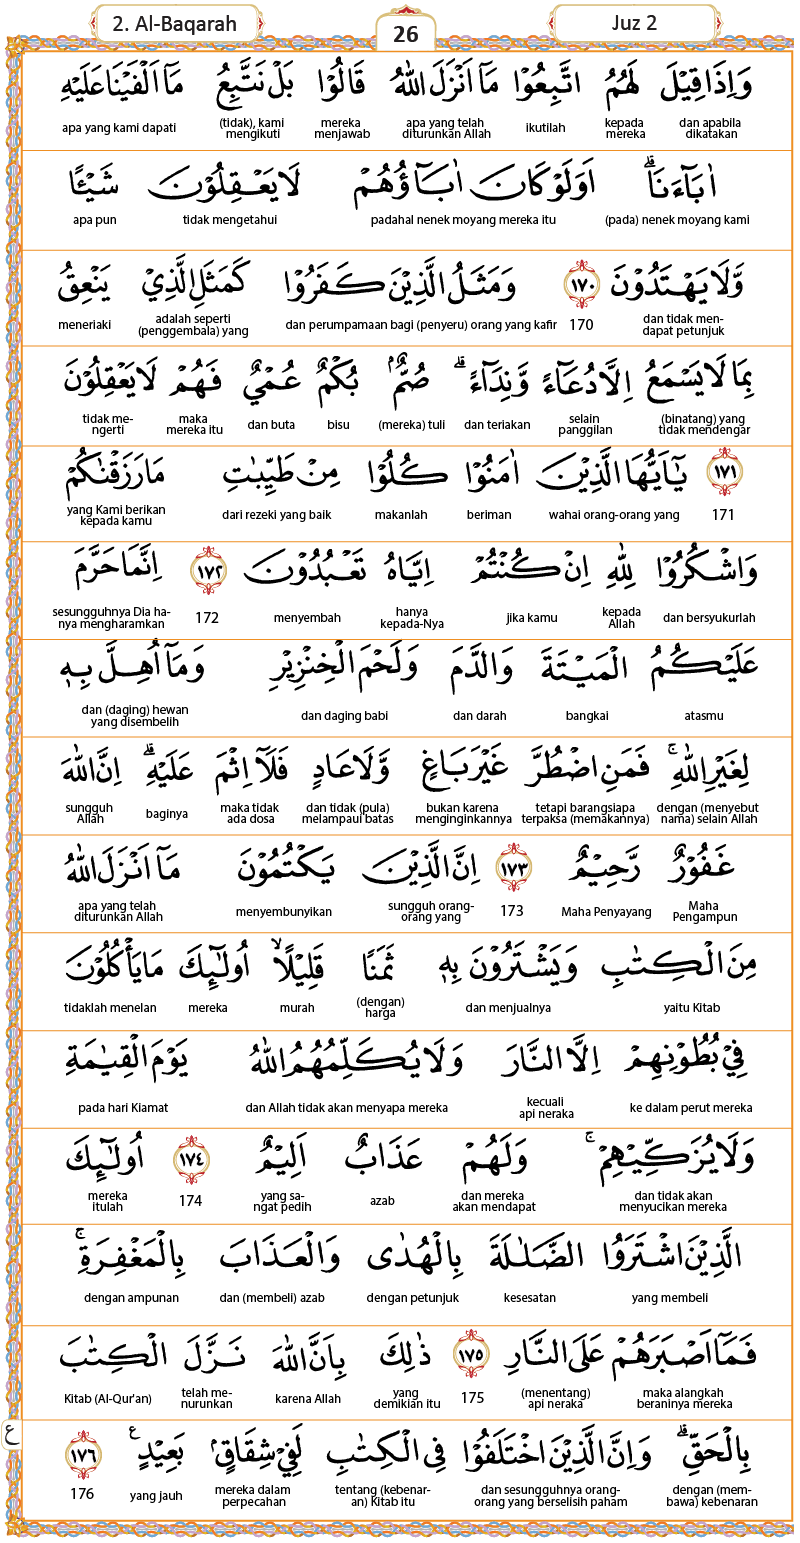 2. Al-Baqarah
26
Juz 2
وَاِذَا قِيْلَ لَهُمُ اتَّبِعُوْا مَآ اَنْزَلَ اللّٰهُ قَالُوْا بَلْ نَتَّبِعُ مَآ اَلْفَيْنَا عَلَيْهِ
dan apabila dikatakan kepada mereka ikutilah apa yang telah diturunkan Allah mereka menjawab (tidak), kami mengikuti apa yang kami dapati
اٰبَاۤءَنَاۗ اَوَلَوْ كَانَ اٰبَاۤؤُهُمْ لَا يَعْقِلُوْنَ شَيْـًٔا
(pada) nenek moyang kami padahal nenek moyang mereka itu tidak mengetahui apa pun
وَّلَا يَهْتَدُوْنَ ١٧٠ وَمَثَلُ الَّذِيْنَ كَفَرُوْا كَمَثَلِ الَّذِيْ يَنْعِقُ
dan tidak men-dapat petunjuk 170 dan perumpamaan bagi (penyeru) orang yang kafir adalah seperti (penggembala) yang meneriaki
بِمَا لَا يَسْمَعُ اِلَّا دُعَاۤءً وَّنِدَاۤءًۗ صُمٌّۢ بُكْمٌ عُمْيٌ فَهُمْ لَا يَعْقِلُوْنَ
(binatang) yang tidak mendengar selain panggilan dan teriakan (mereka) tuli bisu dan buta maka mereka itu tidak me-ngerti
١٧١ يٰٓاَيُّهَا الَّذِيْنَ اٰمَنُوْا كُلُوْا مِنْ طَيِّبٰتِ مَا رَزَقْنٰكُمْ
171 wahai orang-orang yang beriman makanlah dari rezeki yang baik yang Kami berikan kepada kamu
وَاشْكُرُوْا لِلّٰهِ اِنْ كُنْتُمْ اِيَّاهُ تَعْبُدُوْنَ ١٧٢ اِنَّمَا حَرَّمَ
dan bersyukurlah kepada Allah jika kamu hanya kepada-Nya menyembah 172 sesungguhnya Dia ha-nya mengharamkan
عَلَيْكُمُ الْمَيْتَةَ وَالدَّمَ وَلَحْمَ الْخِنْزِيْرِ وَمَآ اُهِلَّ بِهٖ
atasmu bangkai dan darah dan daging babi dan (daging) hewan yang disembelih
لِغَيْرِ اللّٰهِۚ فَمَنِ اضْطُرَّ غَيْرَ بَاغٍ وَّلَا عَادٍ فَلَآ اِثْمَ عَلَيْهِۗ اِنَّ اللّٰهَ
dengan (menyebut nama) selain Allah tetapi barangsiapa terpaksa (memakannya) bukan karena menginginkannya dan tidak (pula) melampaui batas maka tidak ada dosa baginya sungguh Allah
غَفُوْرٌ رَّحِيْمٌ ١٧٣ اِنَّ الَّذِيْنَ يَكْتُمُوْنَ مَآ اَنْزَلَ اللّٰهُ
Maha Pengampun Maha Penyayang 173 sungguh orang-orang yang menyembunyikan apa yang telah diturunkan Allah
مِنَ الْكِتٰبِ وَيَشْتَرُوْنَ بِهٖ ثَمَنًا قَلِيْلًاۙ اُولٰۤىِٕكَ مَا يَأْكُلُوْنَ
yaitu Kitab dan menjualnya (dengan) harga murah mereka tidaklah menelan
فِيْ بُطُوْنِهِمْ اِلَّا النَّارَ وَلَا يُكَلِّمُهُمُ اللّٰهُ يَوْمَ الْقِيٰمَةِ
ke dalam perut mereka kecuali api neraka dan Allah tidak akan menyapa mereka pada hari Kiamat
وَلَا يُزَكِّيْهِمْۚ وَلَهُمْ عَذَابٌ اَلِيْمٌ ١٧٤ اُولٰۤىِٕكَ
dan tidak akan menyucikan mereka dan mereka akan mendapat azab yang sa-ngat pedih 174 mereka itulah
الَّذِيْنَ اشْتَرَوُا الضَّلٰلَةَ بِالْهُدٰى وَالْعَذَابَ بِالْمَغْفِرَةِۚ
yang membeli kesesatan dengan petunjuk dan (membeli) azab dengan ampunan
فَمَآ اَصْبَرَهُمْ عَلَى النَّارِ ١٧٥ ذٰلِكَ بِاَنَّ اللّٰهَ نَزَّلَ الْكِتٰبَ
maka alangkah beraninya mereka (menentang) api neraka 175 yang demikian itu karena Allah telah me-nurunkan Kitab (Al-Qur'an)
بِالْحَقِّۗ وَاِنَّ الَّذِيْنَ اخْتَلَفُوْا فِى الْكِتٰبِ لَفِيْ شِقَاقٍۢ بَعِيْدٍ ࣖ ١٧٦ ع
dengan (mem-bawa) kebenaran dan sesungguhnya orang-orang yang berselisih paham tentang (kebenar-an) Kitab itu mereka dalam perpecahan yang jauh 176